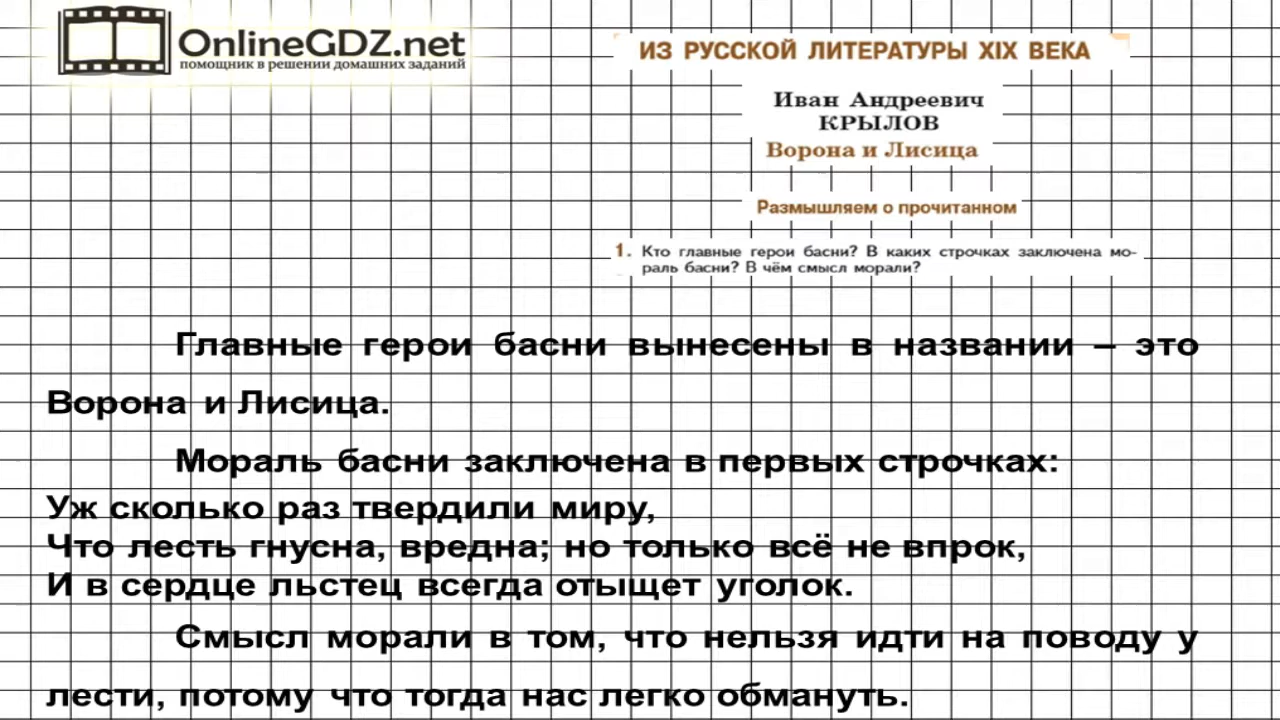 OnlineGDZ.net
помощник в решении домашних заданий
ИЗ РУССКОЙ ЛИТЕРАТУРЫ XIX ВЕКА
Иван Андреевич
КРЫЛОВ
Ворона и Лисица
Размышляем о прочитанном
1. Кто главные герои басни? В каких строчках заключена мо-
раль басни? В чём смысл морали?
Главные герои басни вынесены в названии – это
Ворона и Лисица.
Мораль басни заключена в первых строчках:
Уж сколько раз твердили миру,
Что лесть гнусна, вредна; но только всё не впрок,
И в сердце льстец всегда отыщет уголок.
Смысл морали в том, что нельзя идти на поводу у
лести, потому что тогда нас легко обмануть.